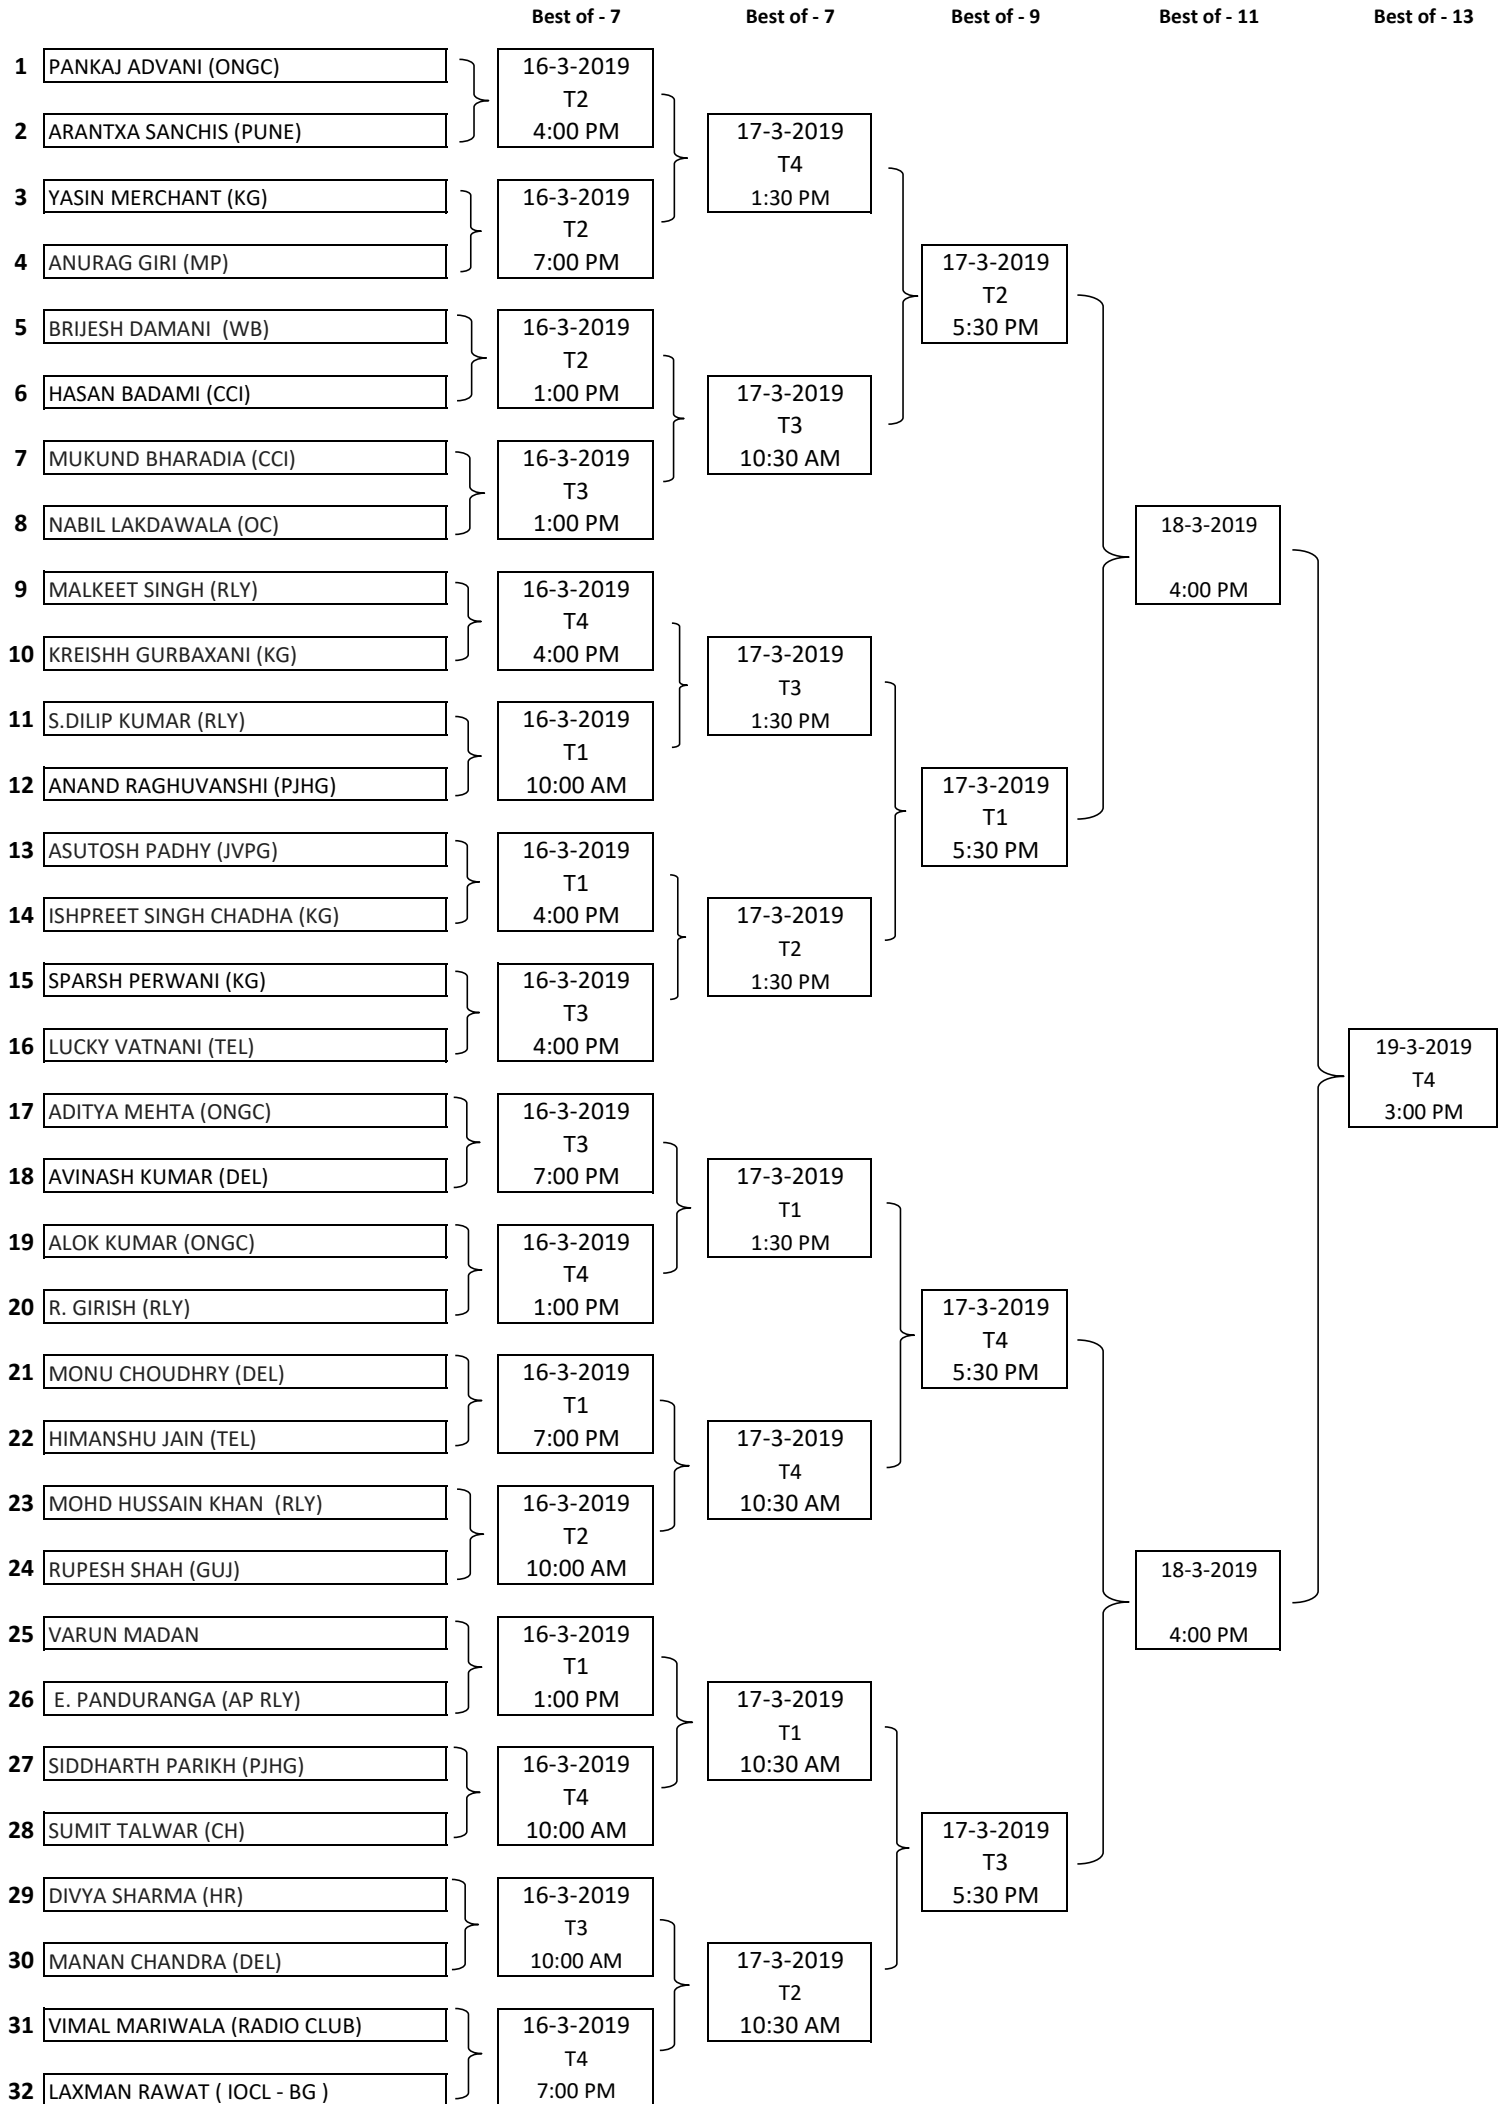 Best of - 7 Best of - 7 Best of - 9 Best of - 11 Best of - 13
1 PANKAJ ADVANI (ONGC) 16-3-2019
T2
2 ARANTXA SANCHIS (PUNE) 4:00 PM 17-3-2019
T4
3 YASIN MERCHANT (KG) 16-3-2019 1:30 PM
T2
4 ANURAG GIRI (MP) 7:00 PM 17-3-2019
T2
5 BRIJESH DAMANI (WB) 16-3-2019 5:30 PM
T2
6 HASAN BADAMI (CCI) 1:00 PM 17-3-2019
T3
7 MUKUND BHARADIA (CCI) 16-3-2019 10:30 AM
T3
8 NABIL LAKDAWALA (OC) 1:00 PM 18-3-2019
9 MALKEET SINGH (RLY) 16-3-2019 4:00 PM
T4
10 KREISHH GURBAXANI (KG) 4:00 PM 17-3-2019
T3
11 S.DILIP KUMAR (RLY) 16-3-2019 1:30 PM
T1
12 ANAND RAGHUVANSHI (PJHG) 10:00 AM 17-3-2019
T1
13 ASUTOSH PADHY (JVPG) 16-3-2019 5:30 PM
T1
14 ISHPREET SINGH CHADHA (KG) 4:00 PM 17-3-2019
T2
15 SPARSH PERWANI (KG) 16-3-2019 1:30 PM
T3
16 LUCKY VATNANI (TEL) 4:00 PM 19-3-2019
T4
17 ADITYA MEHTA (ONGC) 16-3-2019 3:00 PM
T3
18 AVINASH KUMAR (DEL) 7:00 PM 17-3-2019
T1
19 ALOK KUMAR (ONGC) 16-3-2019 1:30 PM
T4
20 R. GIRISH (RLY) 1:00 PM 17-3-2019
T4
21 MONU CHOUDHRY (DEL) 16-3-2019 5:30 PM
T1
22 HIMANSHU JAIN (TEL) 7:00 PM 17-3-2019
T4
23 MOHD HUSSAIN KHAN (RLY) 16-3-2019 10:30 AM
T2
24 RUPESH SHAH (GUJ) 10:00 AM 18-3-2019
25 VARUN MADAN 16-3-2019 4:00 PM
T1
26 E. PANDURANGA (AP RLY) 1:00 PM 17-3-2019
T1
27 SIDDHARTH PARIKH (PJHG) 16-3-2019 10:30 AM
T4
28 SUMIT TALWAR (CH) 10:00 AM 17-3-2019
T3
29 DIVYA SHARMA (HR) 16-3-2019 5:30 PM
T3
30 MANAN CHANDRA (DEL) 10:00 AM 17-3-2019
T2
31 VIMAL MARIWALA (RADIO CLUB) 16-3-2019 10:30 AM
T4
32 LAXMAN RAWAT ( IOCL - BG ) 7:00 PM